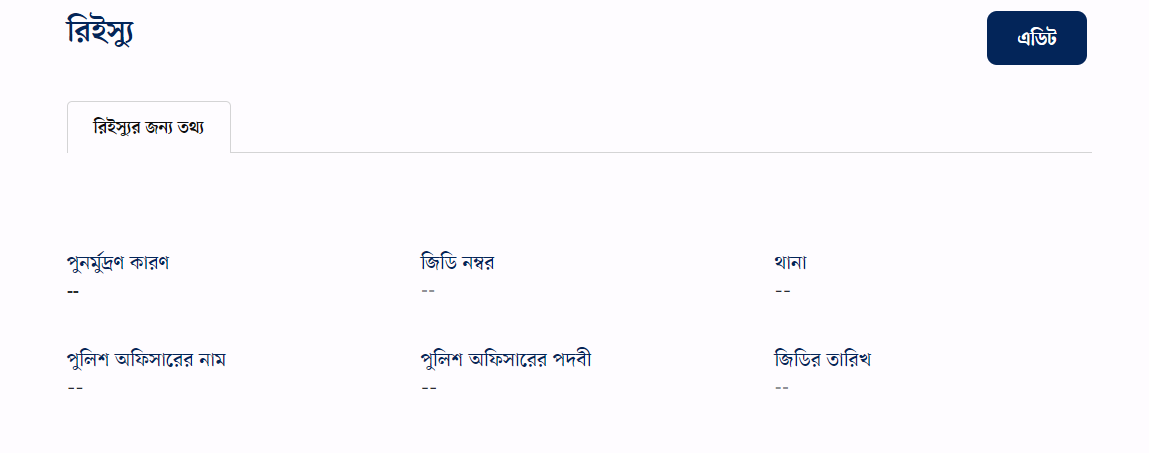 রিইস্যু
এডিট
রিইস্যুর জন্য তথ্য
পুনর্মুদ্রণ কারণ
--
জিডি নম্বর
--
থানা
--
পুলিশ অফিসারের নাম
--
পুলিশ অফিসারের পদবী
--
জিডির তারিখ
--